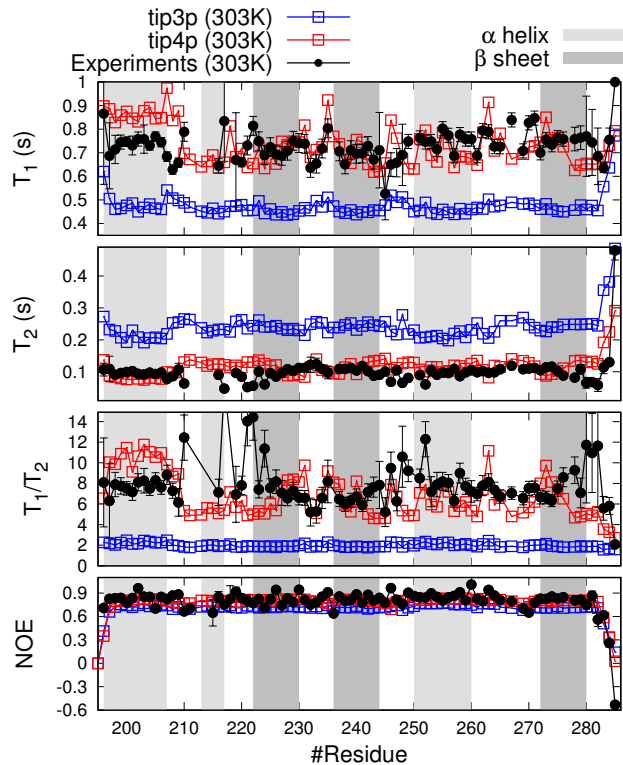 tip3p (303K)
tip4p (303K)
Experiments (303K)
α helix
β sheet
1
0.9
0.8
0.7
0.6
0.5
0.4
T1 (s)
0.4
0.3
0.2
0.1
T2 (s)
14
12
10
8
6
4
2
0
T1/T2
0.9
0.6
0.3
0
-0.3
-0.6
NOE
200 210 220 230 240 250 260 270 280
#Residue